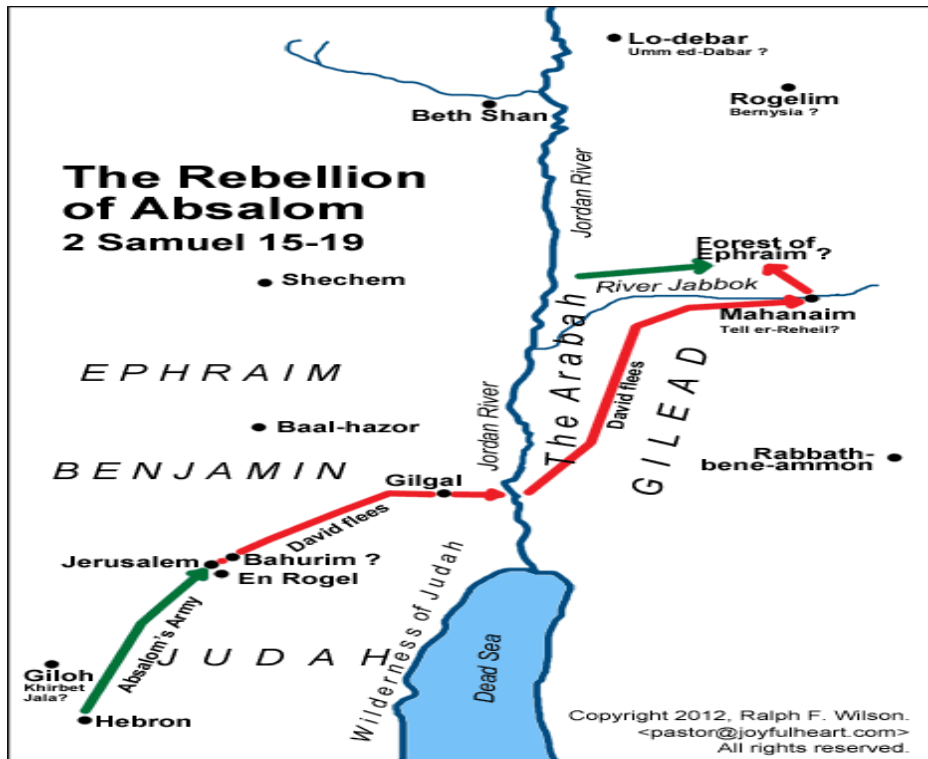 Lo-debar
Umm ed-Dabar ?
Rogelim
Bernysia ?
Beth Shan
The Rebellion
of Absalom
2 Samuel 15-19
Jordan River
Forest of
Ephraim ?
Shechem
River Jabbok
Mahanaim
Tell er-Reheil?
The Arabah
David flees
GILEAD
EPHRAIM
Jordan River
Baal-hazor
Rabbath-
bene-ammon
BENJAMIN
Gilgal
David flees
Jerusalem
Bahurim ?
En Rogel
Wilderness of Judah
Absalom's Army
JUDAH
Dead Sea
Giloh
Khirbet
Jala?
Hebron
Copyright 2012, Ralph F. Wilson.
<pastor@joyfulheart.com>
All rights reserved.